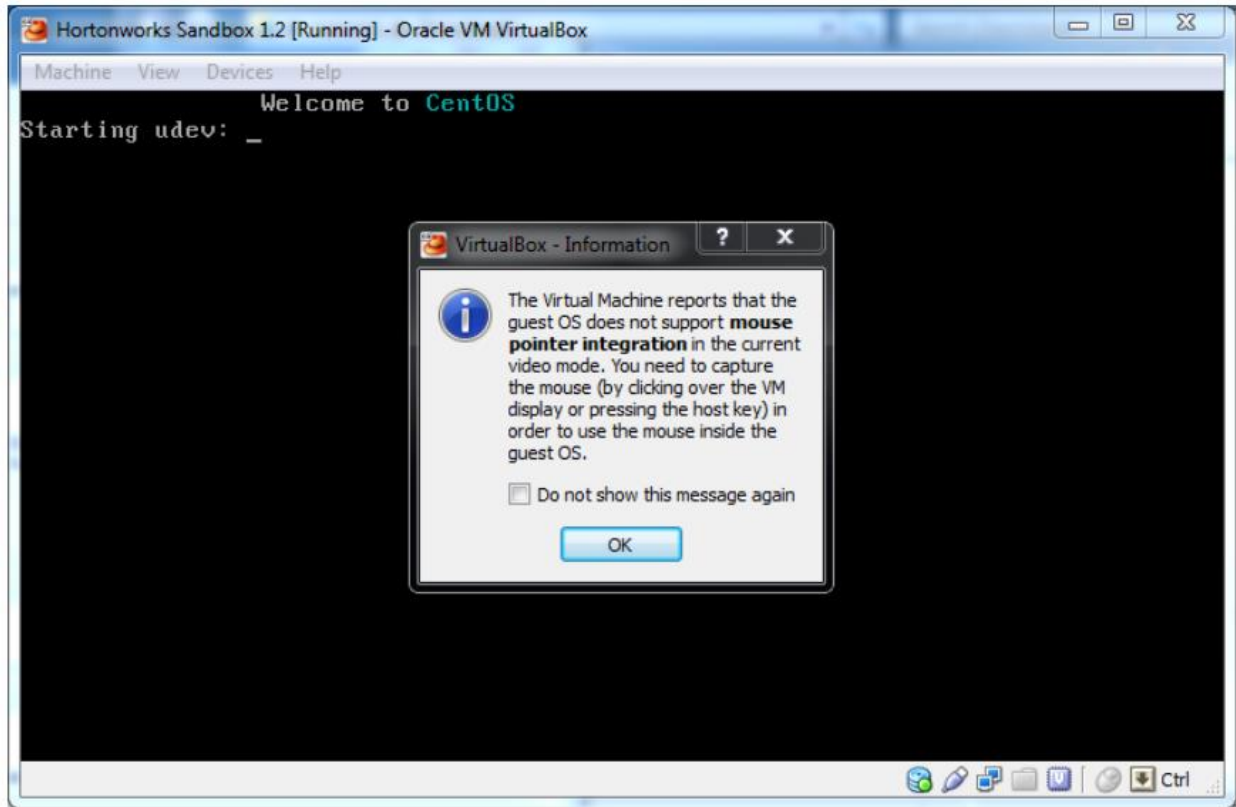 Hortonworks Sandbox 1.2 [Running] - Oracle VM VirtualBox
Machine View Devices Help
Welcome to CentOS
Starting udev: _
VirtualBox - Information
The Virtual Machine reports that the
guest OS does not support mouse
pointer integration in the current
video mode. You need to capture
the mouse (by clicking over the VM
display or pressing the host key) in
order to use the mouse inside the
guest OS.
Do not show this message again
OK
Ctrl